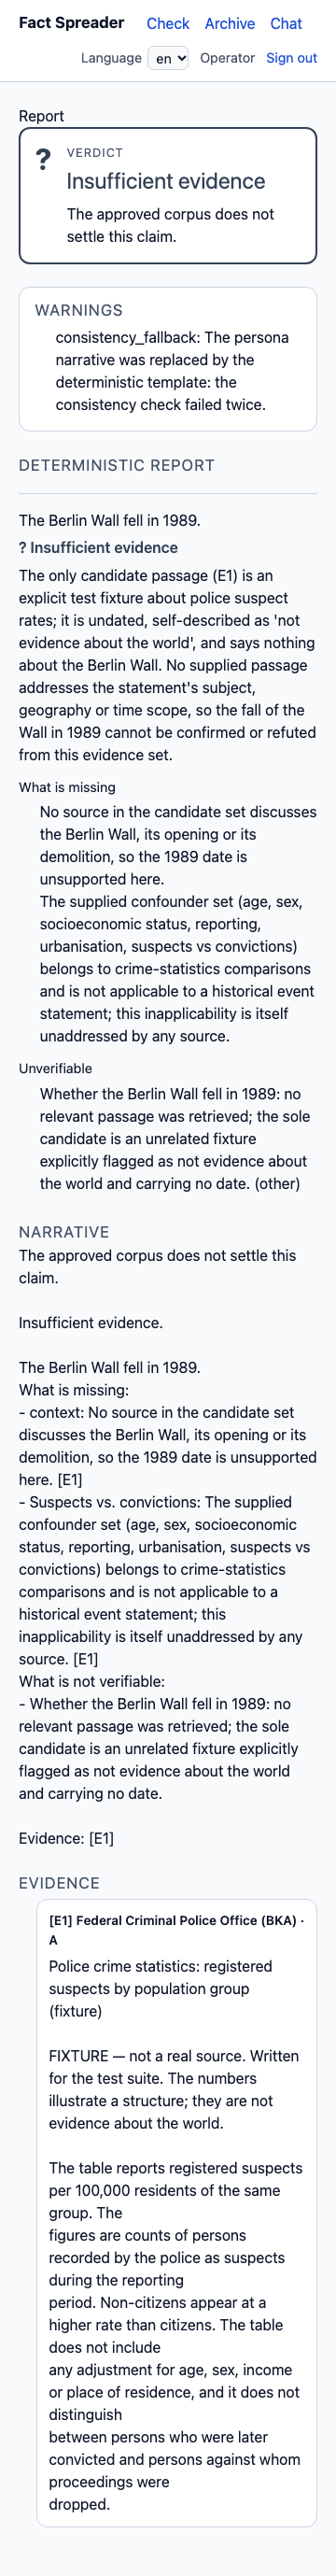 Fact Spreader Check Archive Chat
Language en Operator Sign out
Report
? VERDICT
Insufficient evidence
The approved corpus does not
settle this claim.
WARNINGS
consistency_fallback: The persona
narrative was replaced by the
deterministic template: the
consistency check failed twice.
DETERMINISTIC REPORT
The Berlin Wall fell in 1989.
? Insufficient evidence
The only candidate passage (E1) is an
explicit test fixture about police suspect
rates; it is undated, self-described as 'not
evidence about the world', and says nothing
about the Berlin Wall. No supplied passage
addresses the statement's subject,
geography or time scope, so the fall of the
Wall in 1989 cannot be confirmed or refuted
from this evidence set.
What is missing
No source in the candidate set discusses
the Berlin Wall, its opening or its
demolition, so the 1989 date is
unsupported here.
The supplied confounder set (age, sex,
socioeconomic status, reporting,
urbanisation, suspects vs convictions)
belongs to crime-statistics comparisons
and is not applicable to a historical event
statement; this inapplicability is itself
unaddressed by any source.
Unverifiable
Whether the Berlin Wall fell in 1989: no
relevant passage was retrieved; the sole
candidate is an unrelated fixture
explicitly flagged as not evidence about
the world and carrying no date. (other)
NARRATIVE
The approved corpus does not settle this
claim.
Insufficient evidence.
The Berlin Wall fell in 1989.
What is missing:
- context: No source in the candidate set
discusses the Berlin Wall, its opening or its
demolition, so the 1989 date is unsupported
here. [E1]
- Suspects vs. convictions: The supplied
confounder set (age, sex, socioeconomic
status, reporting, urbanisation, suspects vs
convictions) belongs to crime-statistics
comparisons and is not applicable to a
historical event statement; this
inapplicability is itself unaddressed by any
source. [E1]
What is not verifiable:
- Whether the Berlin Wall fell in 1989: no
relevant passage was retrieved; the sole
candidate is an unrelated fixture explicitly
flagged as not evidence about the world
and carrying no date.
Evidence: [E1]
EVIDENCE
[E1] Federal Criminal Police Office (BKA) ·
A
Police crime statistics: registered
suspects by population group
(fixture)
FIXTURE — not a real source. Written
for the test suite. The numbers
illustrate a structure; they are not
evidence about the world.
The table reports registered suspects
per 100,000 residents of the same
group. The
figures are counts of persons
recorded by the police as suspects
during the reporting
period. Non-citizens appear at a
higher rate than citizens. The table
does not include
any adjustment for age, sex, income
or place of residence, and it does not
distinguish
between persons who were later
convicted and persons against whom
proceedings were
dropped.